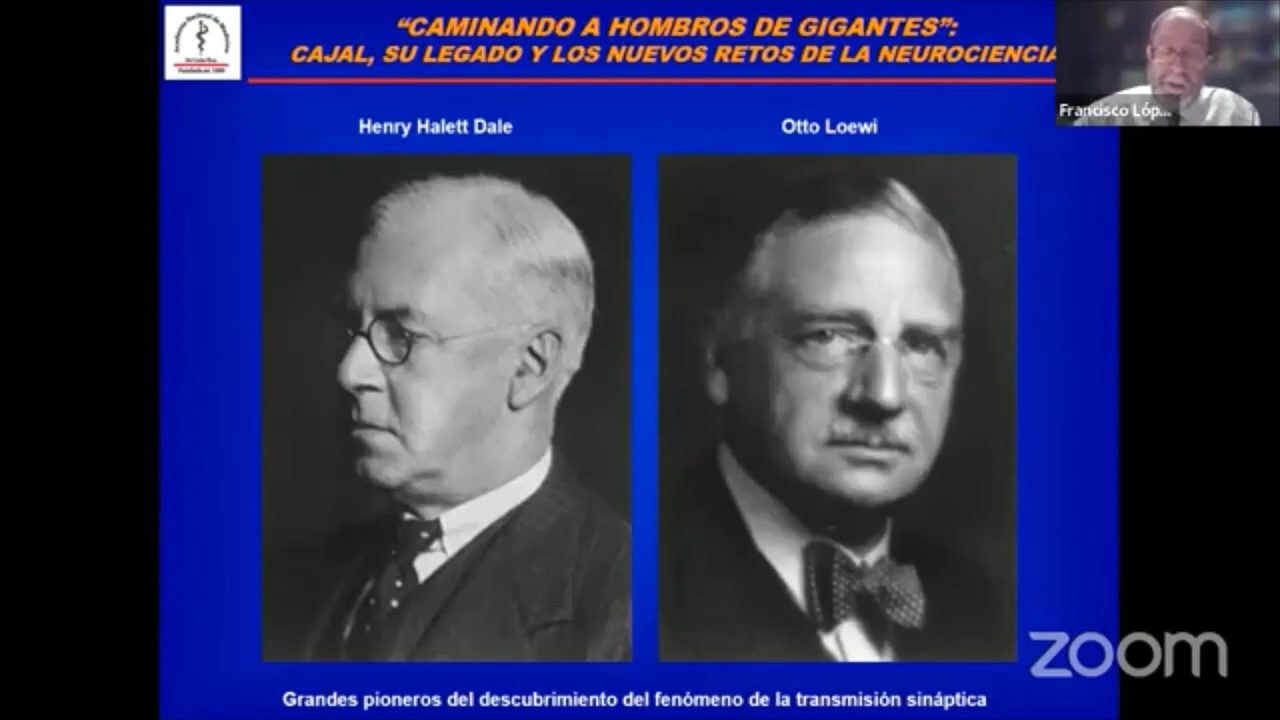 “CAMINANDO A HOMBROS DE GIGANTES”:
CAJAL, SU LEGADO Y LOS NUEVOS RETOS DE LA NEUROCIENCIA
Francisco Lóp...
Henry Halett Dale
Otto Loewi
zoom
Grandes pioneros del descubrimiento del fenómeno de la transmisión sináptica